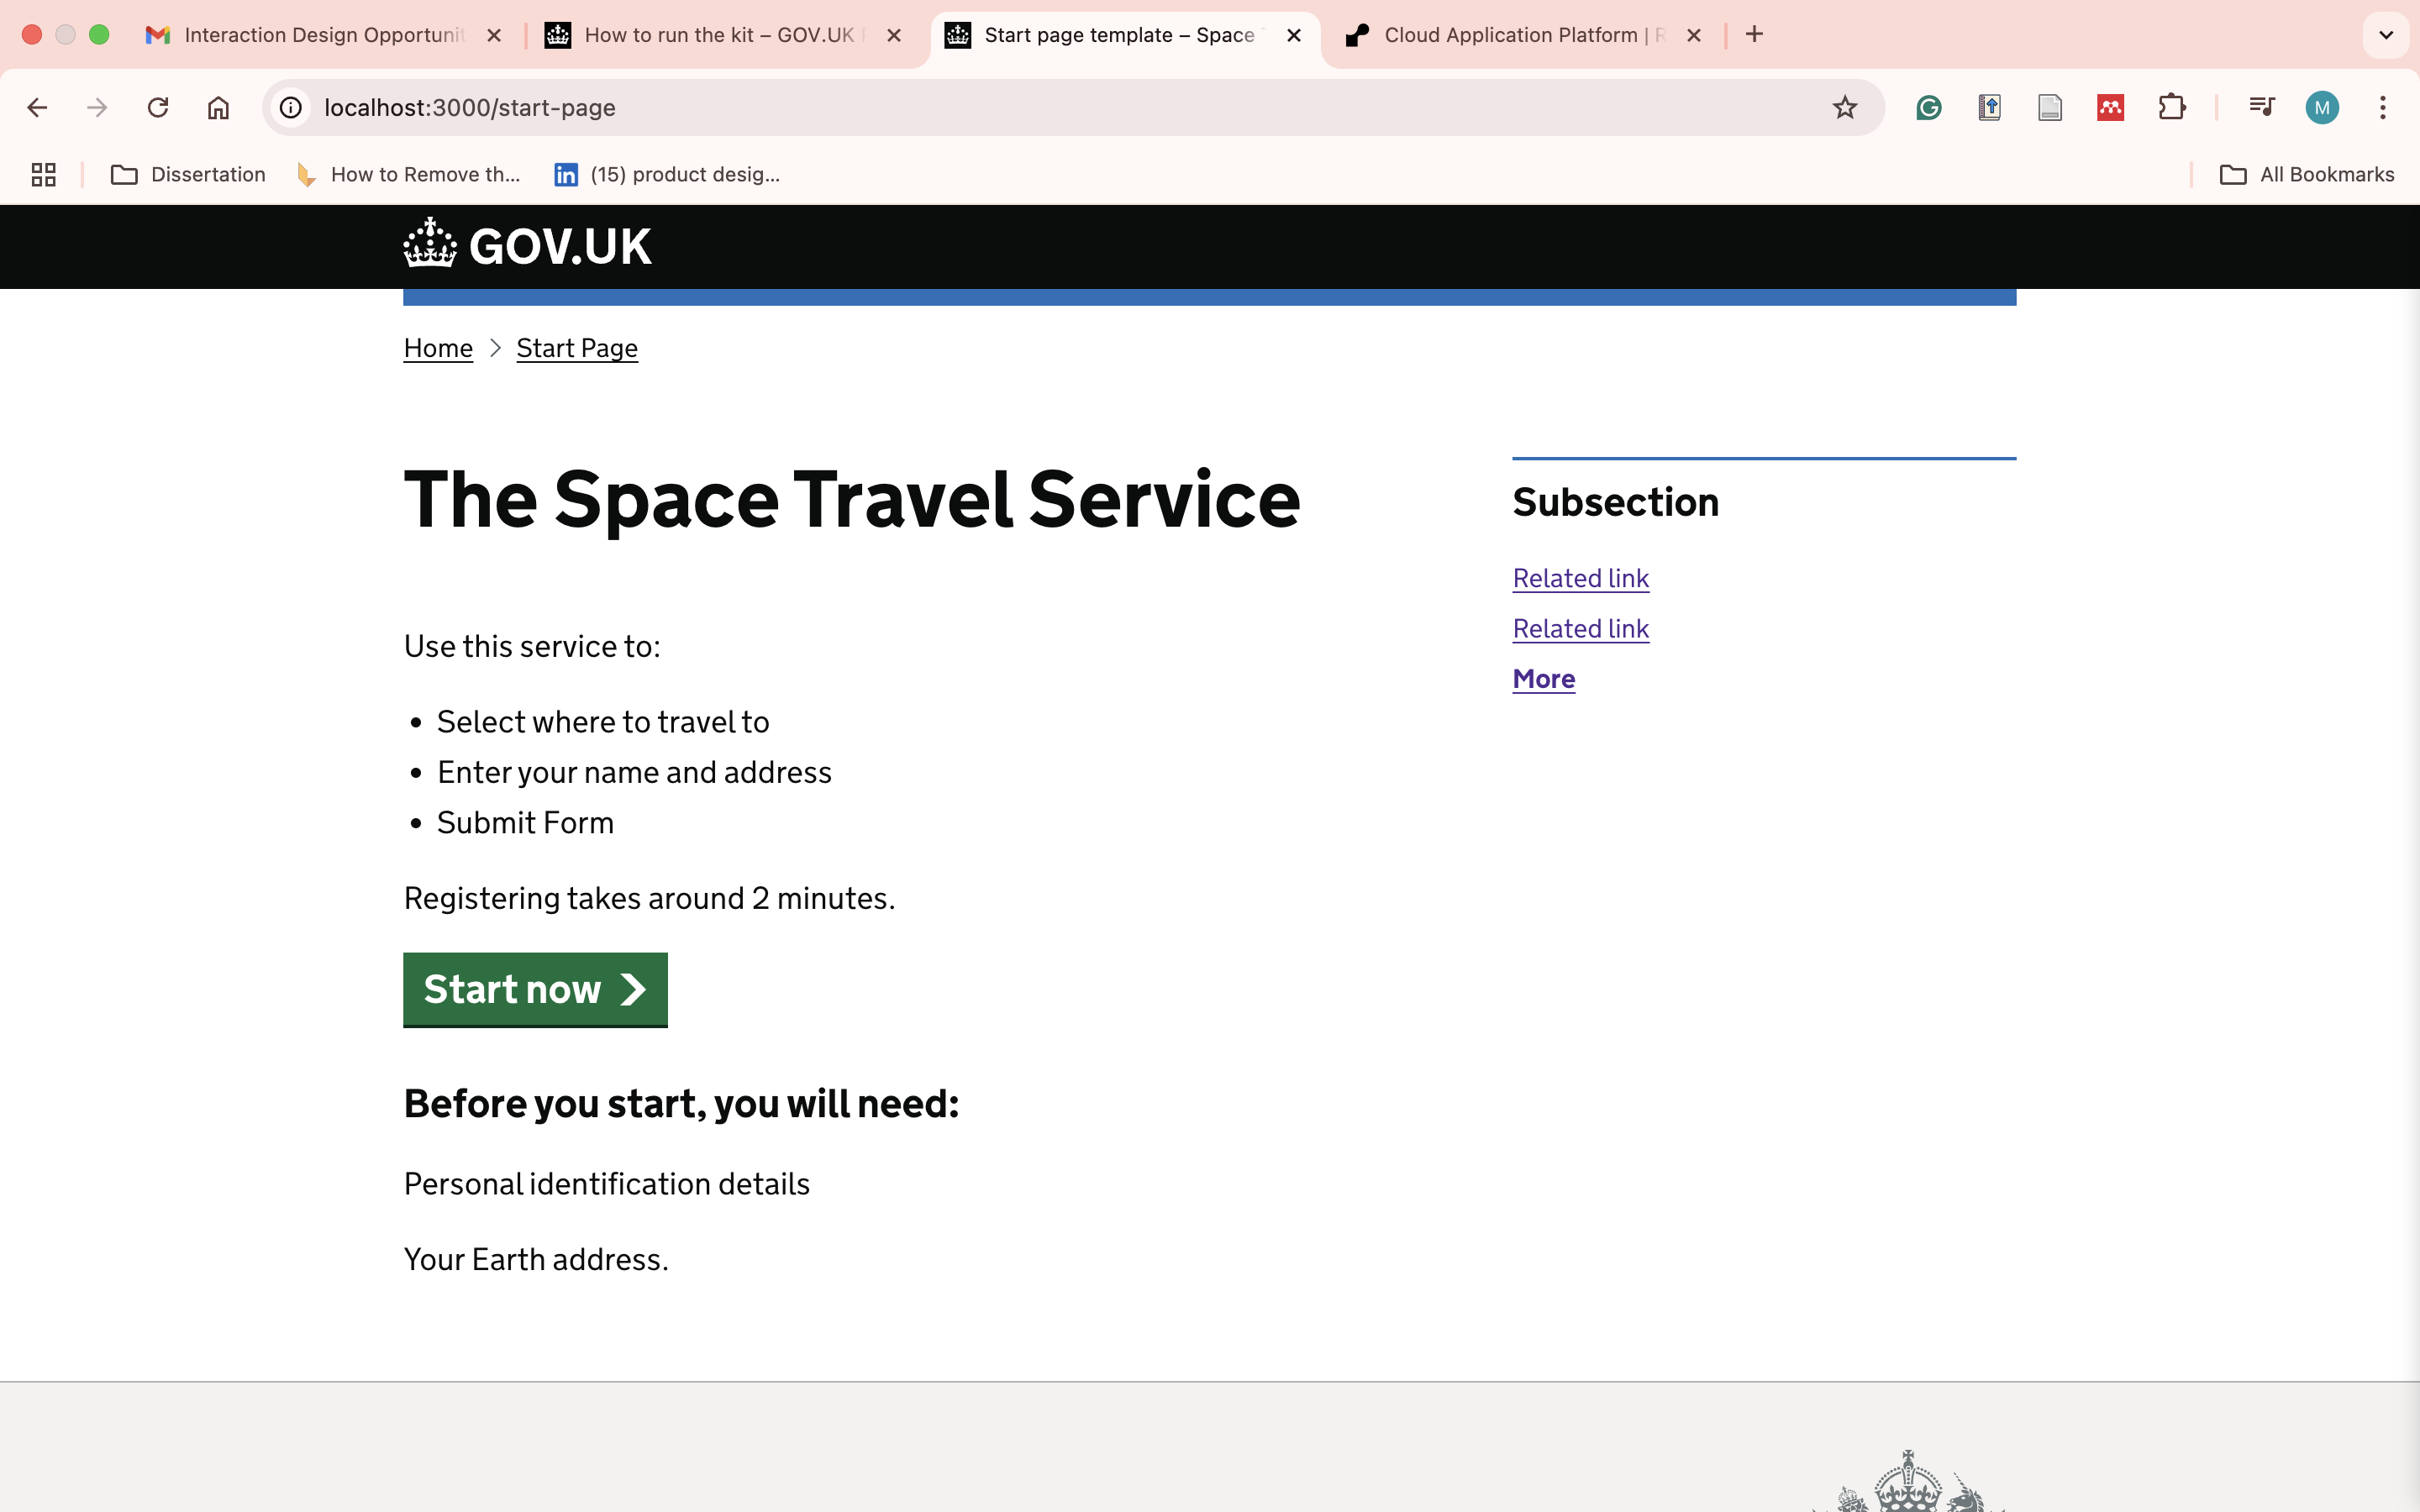 Interaction Design Opportunit
How to run the kit – GOV.UK
Start page template – Space
Cloud Application Platform |
localhost:3000/start-page
M
Dissertation
How to Remove th...
(15) product desig...
All Bookmarks
GOV.UK
Home
Start Page
The Space Travel Service
Subsection
Related link
Related link
More
Use this service to:
Select where to travel to
Enter your name and address
Submit Form
Registering takes around 2 minutes.
Start now
Before you start, you will need:
Personal identification details
Your Earth address.